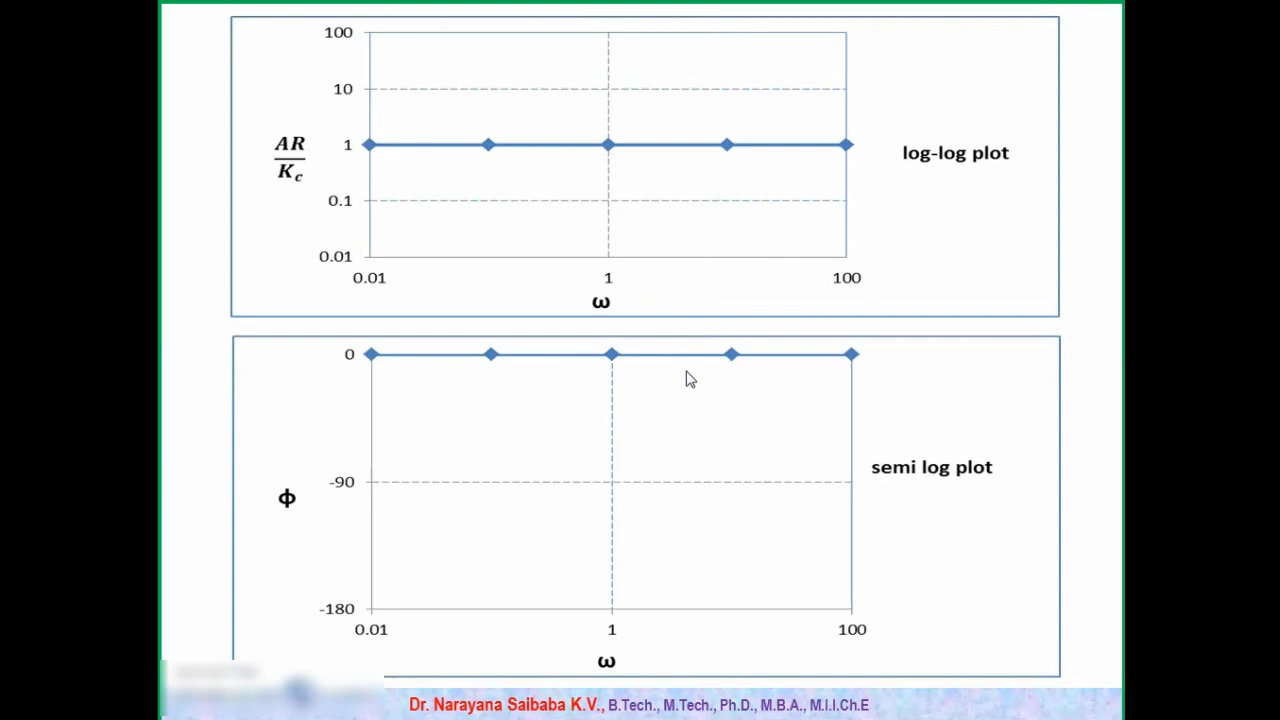 100
10
AR
1
log-log plot
K_c
0.1
0.01
0.01 1 100
ω
0
semi log plot
-90
Φ
-180
0.01 1 100
ω
Dr. Narayana Saibaba K.V., B.Tech., M.Tech., Ph.D., M.B.A., M.I.I.Ch.E